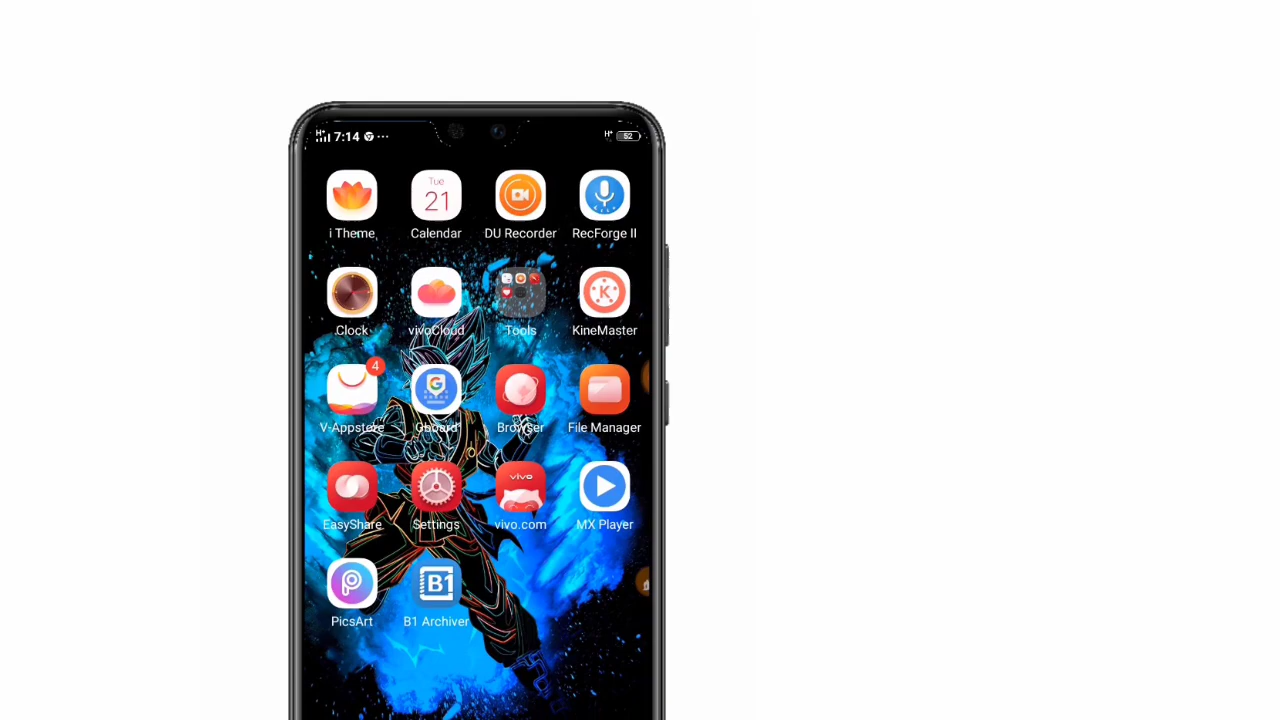 H+ 7:14 ... H+ 52
Tue
21
i Theme Calendar DU Recorder RecForge II
K
Clock vivoCloud Tools KineMaster
4
G
V-Appstore Gboard Browser File Manager
vivo
EasyShare Settings vivo.com MX Player
B1
PicsArt B1 Archiver